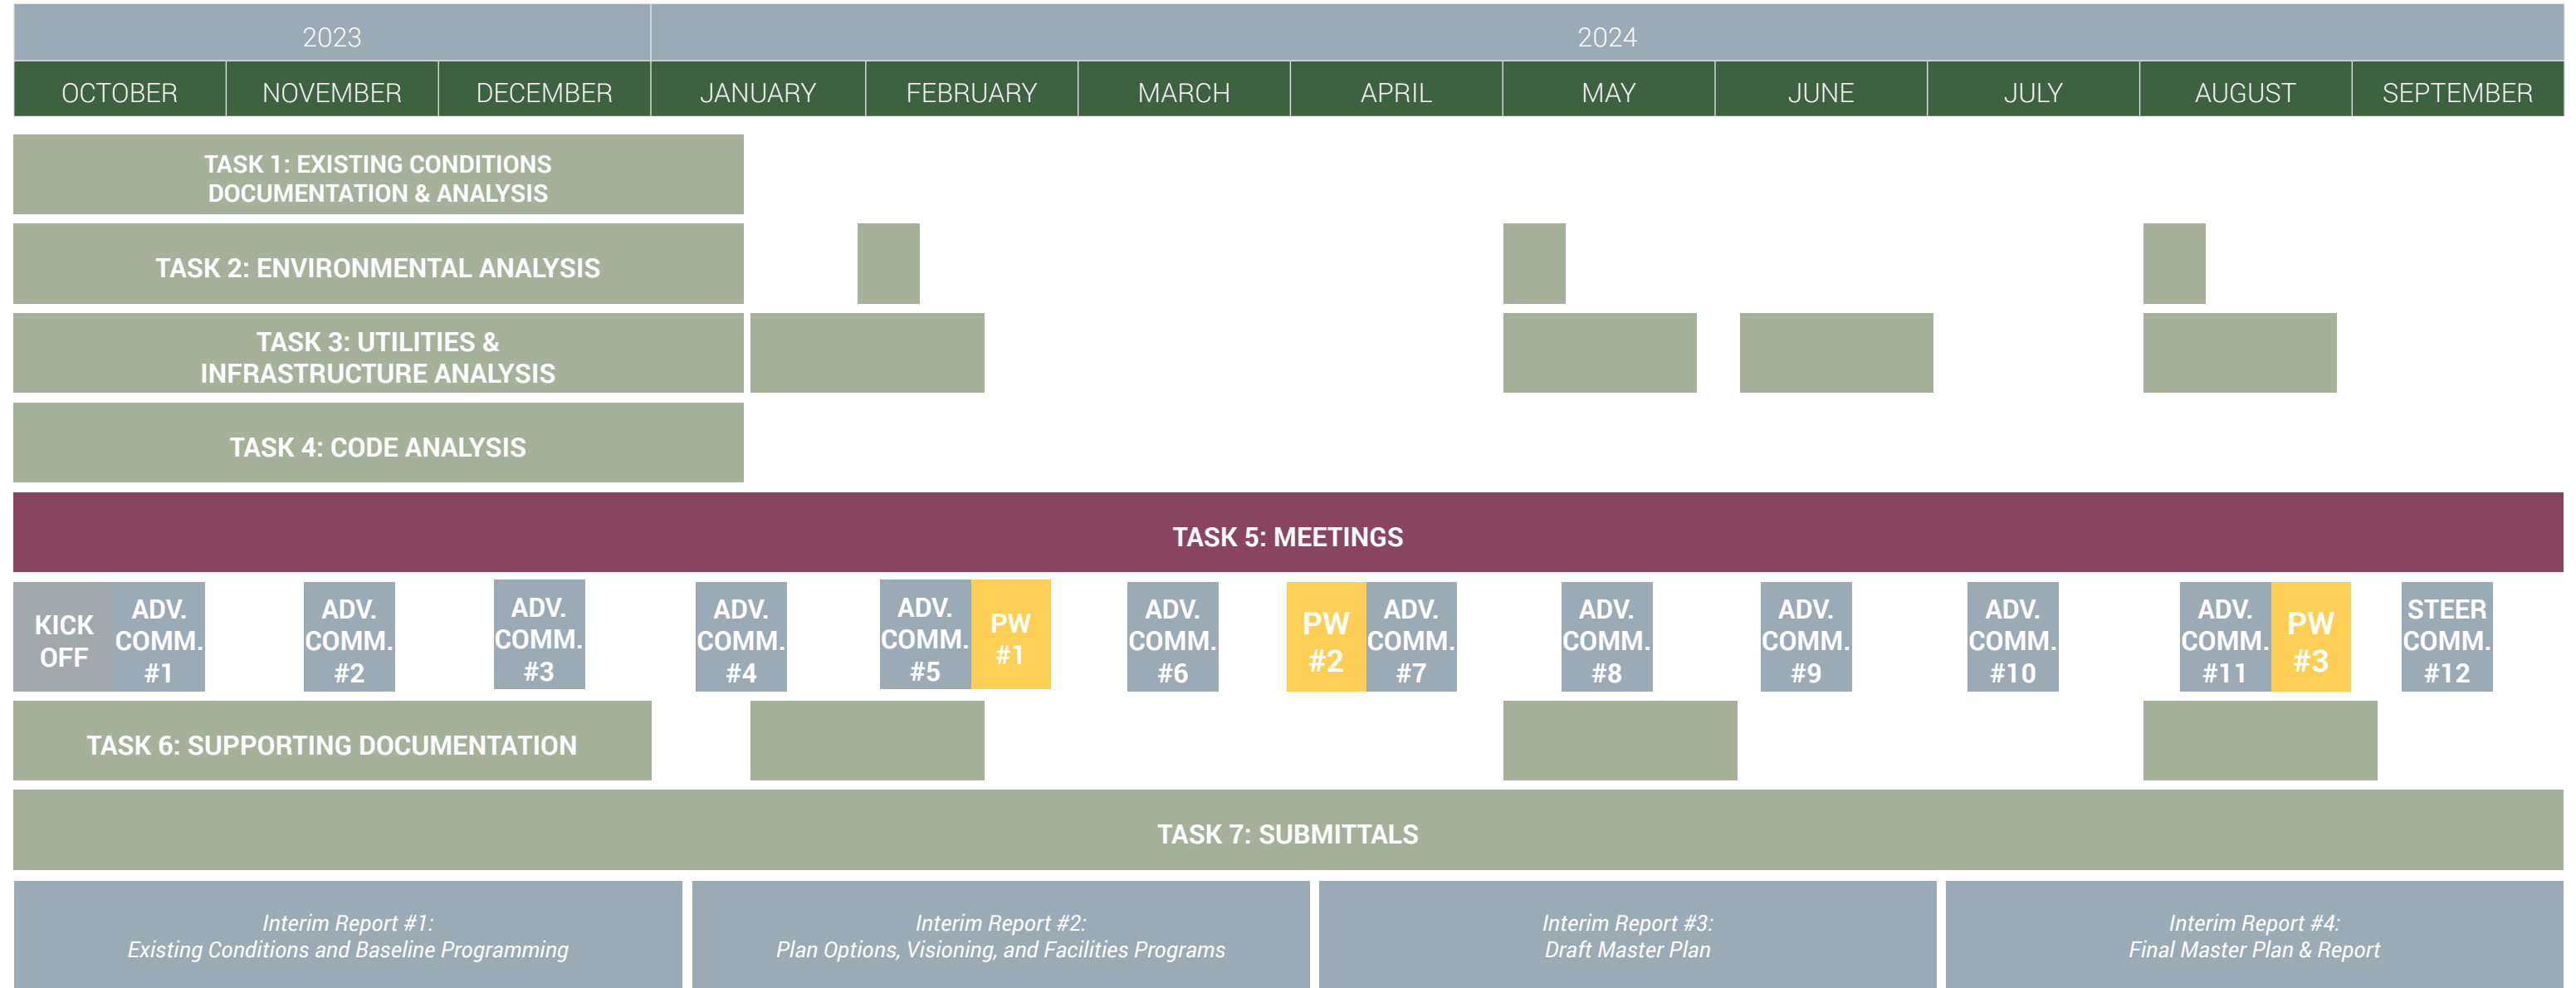 2023
2024
OCTOBER
NOVEMBER
DECEMBER
JANUARY
FEBRUARY
MARCH
APRIL
MAY
JUNE
JULY
AUGUST
SEPTEMBER
TASK 1: EXISTING CONDITIONS
DOCUMENTATION & ANALYSIS
TASK 2: ENVIRONMENTAL ANALYSIS
TASK 3: UTILITIES &
INFRASTRUCTURE ANALYSIS
TASK 4: CODE ANALYSIS
TASK 5: MEETINGS
KICK
OFF
ADV.
COMM.
#1
ADV.
COMM.
#2
ADV.
COMM.
#3
ADV.
COMM.
#4
ADV.
COMM.
#5
PW
#1
ADV.
COMM.
#6
PW
#2
ADV.
COMM.
#7
ADV.
COMM.
#8
ADV.
COMM.
#9
ADV.
COMM.
#10
ADV.
COMM.
#11
PW
#3
STEER
COMM.
#12
TASK 6: SUPPORTING DOCUMENTATION
TASK 7: SUBMITTALS
Interim Report #1:
Existing Conditions and Baseline Programming
Interim Report #2:
Plan Options, Visioning, and Facilities Programs
Interim Report #3:
Draft Master Plan
Interim Report #4:
Final Master Plan & Report